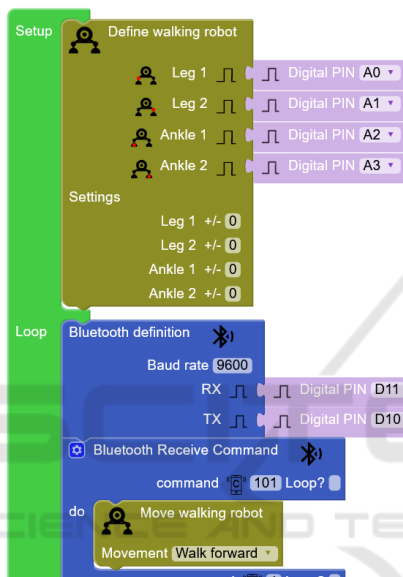 Setup
Define walking robot
Leg 1 Digital PIN A0
Leg 2 Digital PIN A1
Ankle 1 Digital PIN A2
Ankle 2 Digital PIN A3
Settings
Leg 1 +/- 0
Leg 2 +/- 0
Ankle 1 +/- 0
Ankle 2 +/- 0
Loop
Bluetooth definition
Baud rate 9600
RX Digital PIN D11
TX Digital PIN D10
Bluetooth Receive Command
command 101 Loop?
do
Move walking robot
Movement Walk forward